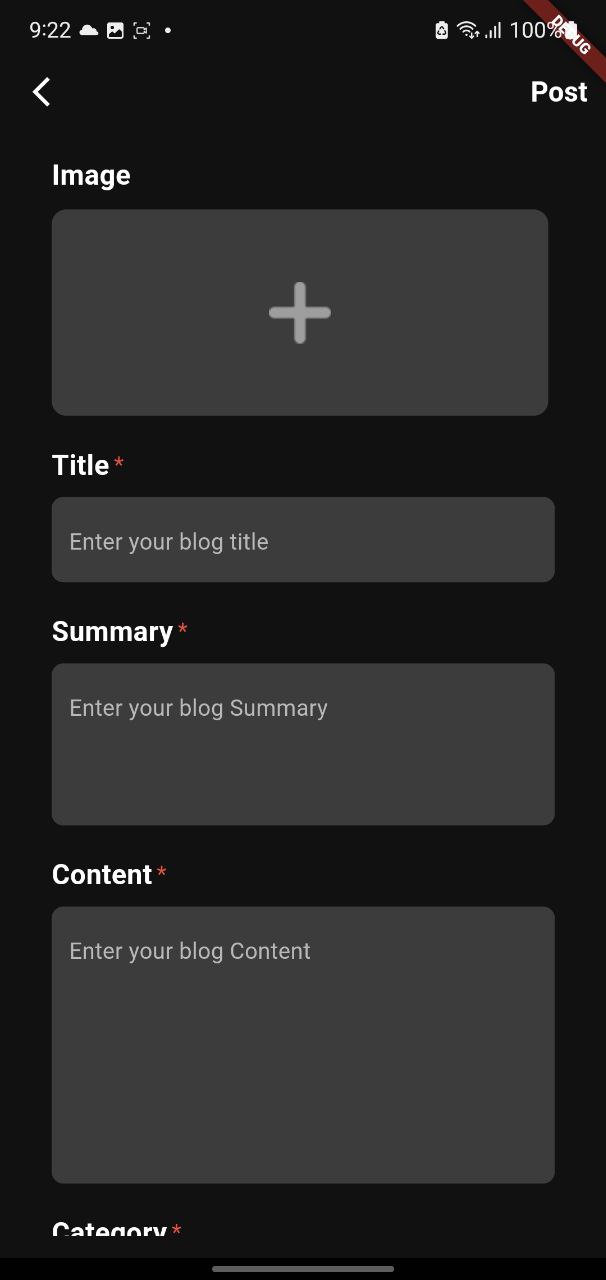 9:22
100%
DEBUG
Post
Image
Title *
Enter your blog title
Summary *
Enter your blog Summary
Content *
Enter your blog Content
Category *